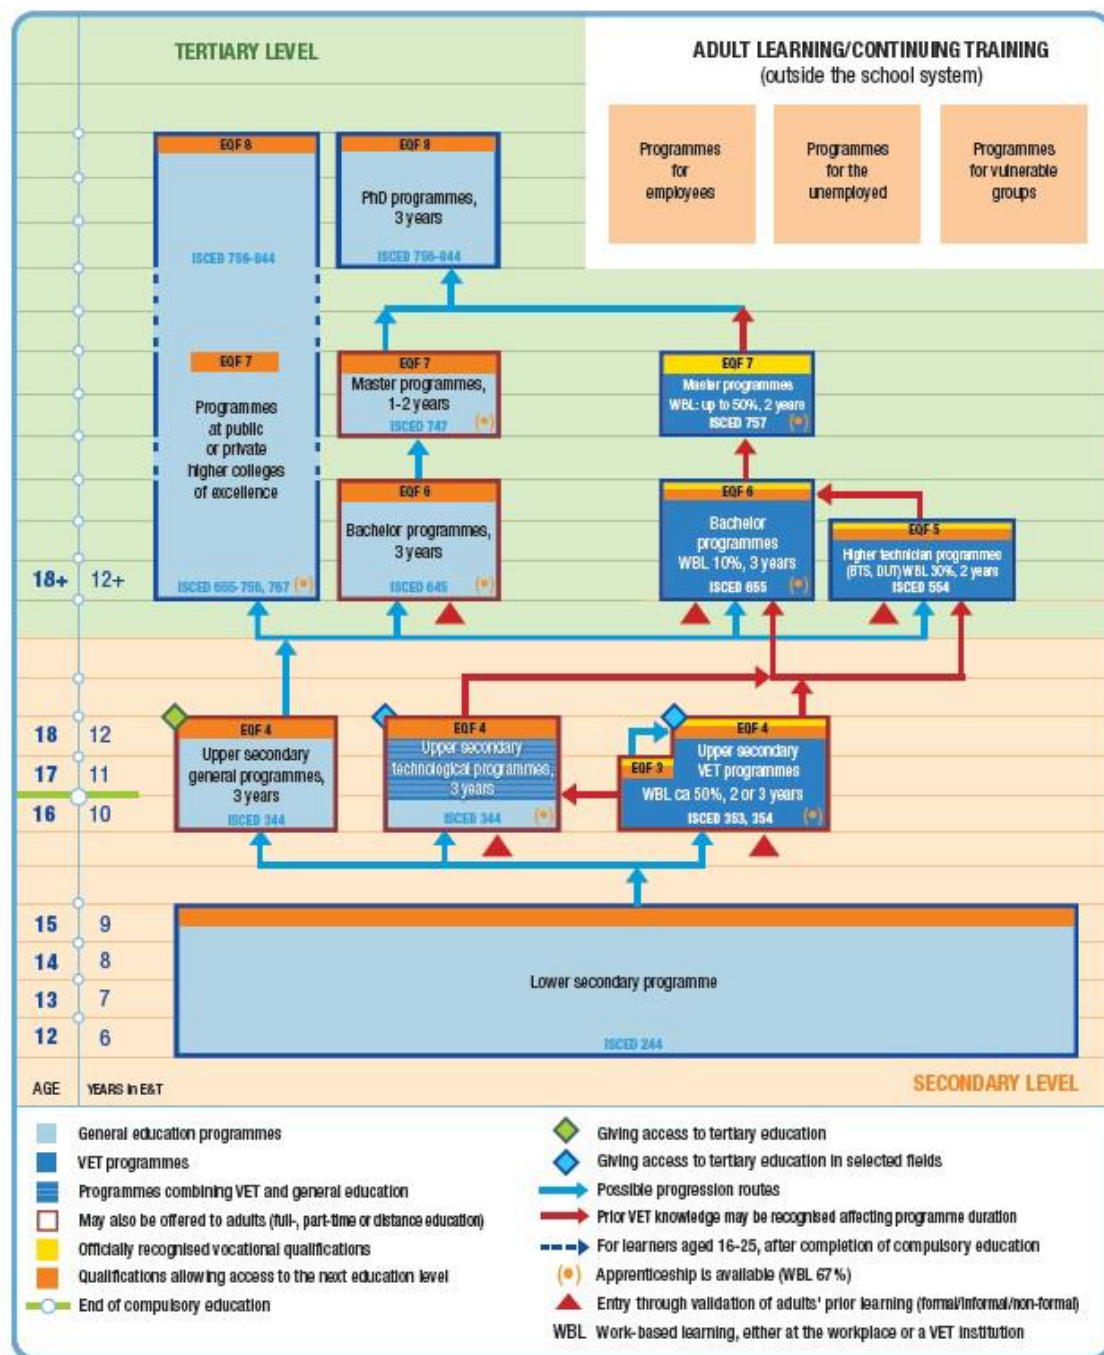 TERTIARY LEVEL
ADULT LEARNING/CONTINUING TRAINING
(outside the school system)
Programmes
for
employees
Programmes
for the
unemployed
Programmes
for vulnerable
groups
EQF 8
ISCED 756-844
EQF 7
Programmes
at public
or private
higher colleges
of excellence
ISCED 655-756, 767 (•)
EQF 8
PhD programmes,
3 years
ISCED 756-844
EQF 7
Master programmes,
1-2 years
ISCED 747 (•)
EQF 7
Master programmes
WBL: up to 50%, 2 years
ISCED 757 (•)
EQF 6
Bachelor programmes,
3 years
ISCED 645 (•)
EQF 6
Bachelor
programmes
WBL 10%, 3 years
ISCED 655 (•)
EQF 5
Higher technician programmes
(BTS, DUT) WBL 30%, 2 years
ISCED 554
18+ 12+
EQF 4
Upper secondary
general programmes,
3 years
ISCED 344
EQF 4
Upper secondary
technological programmes,
3 years
ISCED 344 (•)
EQF 3
EQF 4
Upper secondary
VET programmes
WBL ca 50%, 2 or 3 years
ISCED 353, 354 (•)
18 12
17 11
16 10
15 9
14 8
13 7
12 6
Lower secondary programme
ISCED 244
AGE YEARS in E&T
SECONDARY LEVEL
General education programmes
VET programmes
Programmes combining VET and general education
May also be offered to adults (full-, part-time or distance education)
Officially recognised vocational qualifications
Qualifications allowing access to the next education level
End of compulsory education
Giving access to tertiary education
Giving access to tertiary education in selected fields
Possible progression routes
Prior VET knowledge may be recognised affecting programme duration
For learners aged 16-25, after completion of compulsory education
(•) Apprenticeship is available (WBL 67%)
Entry through validation of adults' prior learning (formal/informal/non-formal)
WBL Work-based learning, either at the workplace or a VET institution